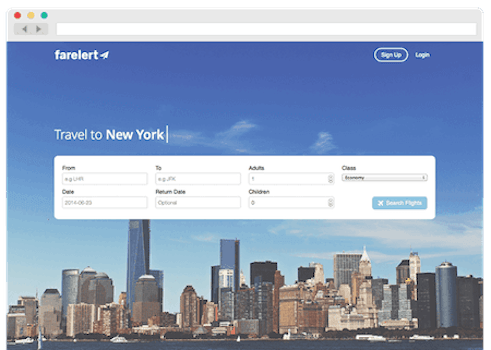 farelert
Sign Up
Login
Travel to New York
From
To
Adults
Class
e.g LHR
e.g JFK
1
Economy
Date
Return Date
Children
2014-06-23
Optional
0
Search Flights